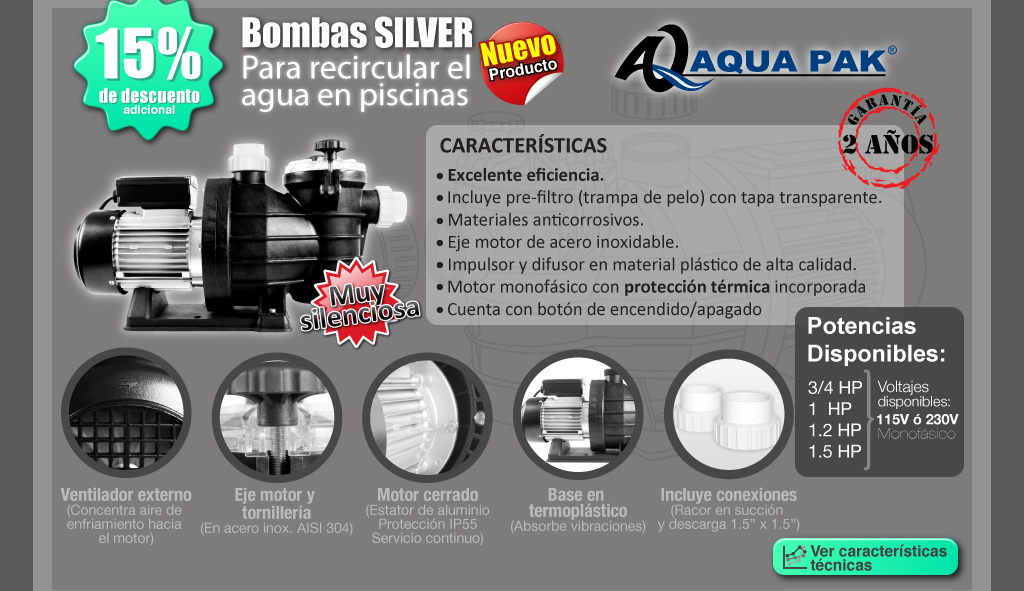 15%
de descuento
adicional
Bombas SILVER
Para recircular el
agua en piscinas
Nuevo
Producto
AQUA PAK®
GARANTÍA
2 AÑOS
CARACTERÍSTICAS
• Excelente eficiencia.
• Incluye pre-filtro (trampa de pelo) con tapa transparente.
• Materiales anticorrosivos.
• Eje motor de acero inoxidable.
• Impulsor y difusor en material plástico de alta calidad.
• Motor monofásico con protección térmica incorporada
• Cuenta con botón de encendido/apagado
Muy
silenciosa
Potencias
Disponibles:
3/4 HP
1 HP
1.2 HP
1.5 HP
Voltajes
disponibles:
115V ó 230V
Monofásico
Ventilador externo
(Concentra aire de
enfriamiento hacia
el motor)
Eje motor y
tornillería
(En acero inox. AISI 304)
Motor cerrado
(Estator de aluminio
Protección IP55
Servicio continuo)
Base en
termoplástico
(Absorbe vibraciones)
Incluye conexiones
(Racor en succión
y descarga 1.5” x 1.5”)
Ver características
técnicas